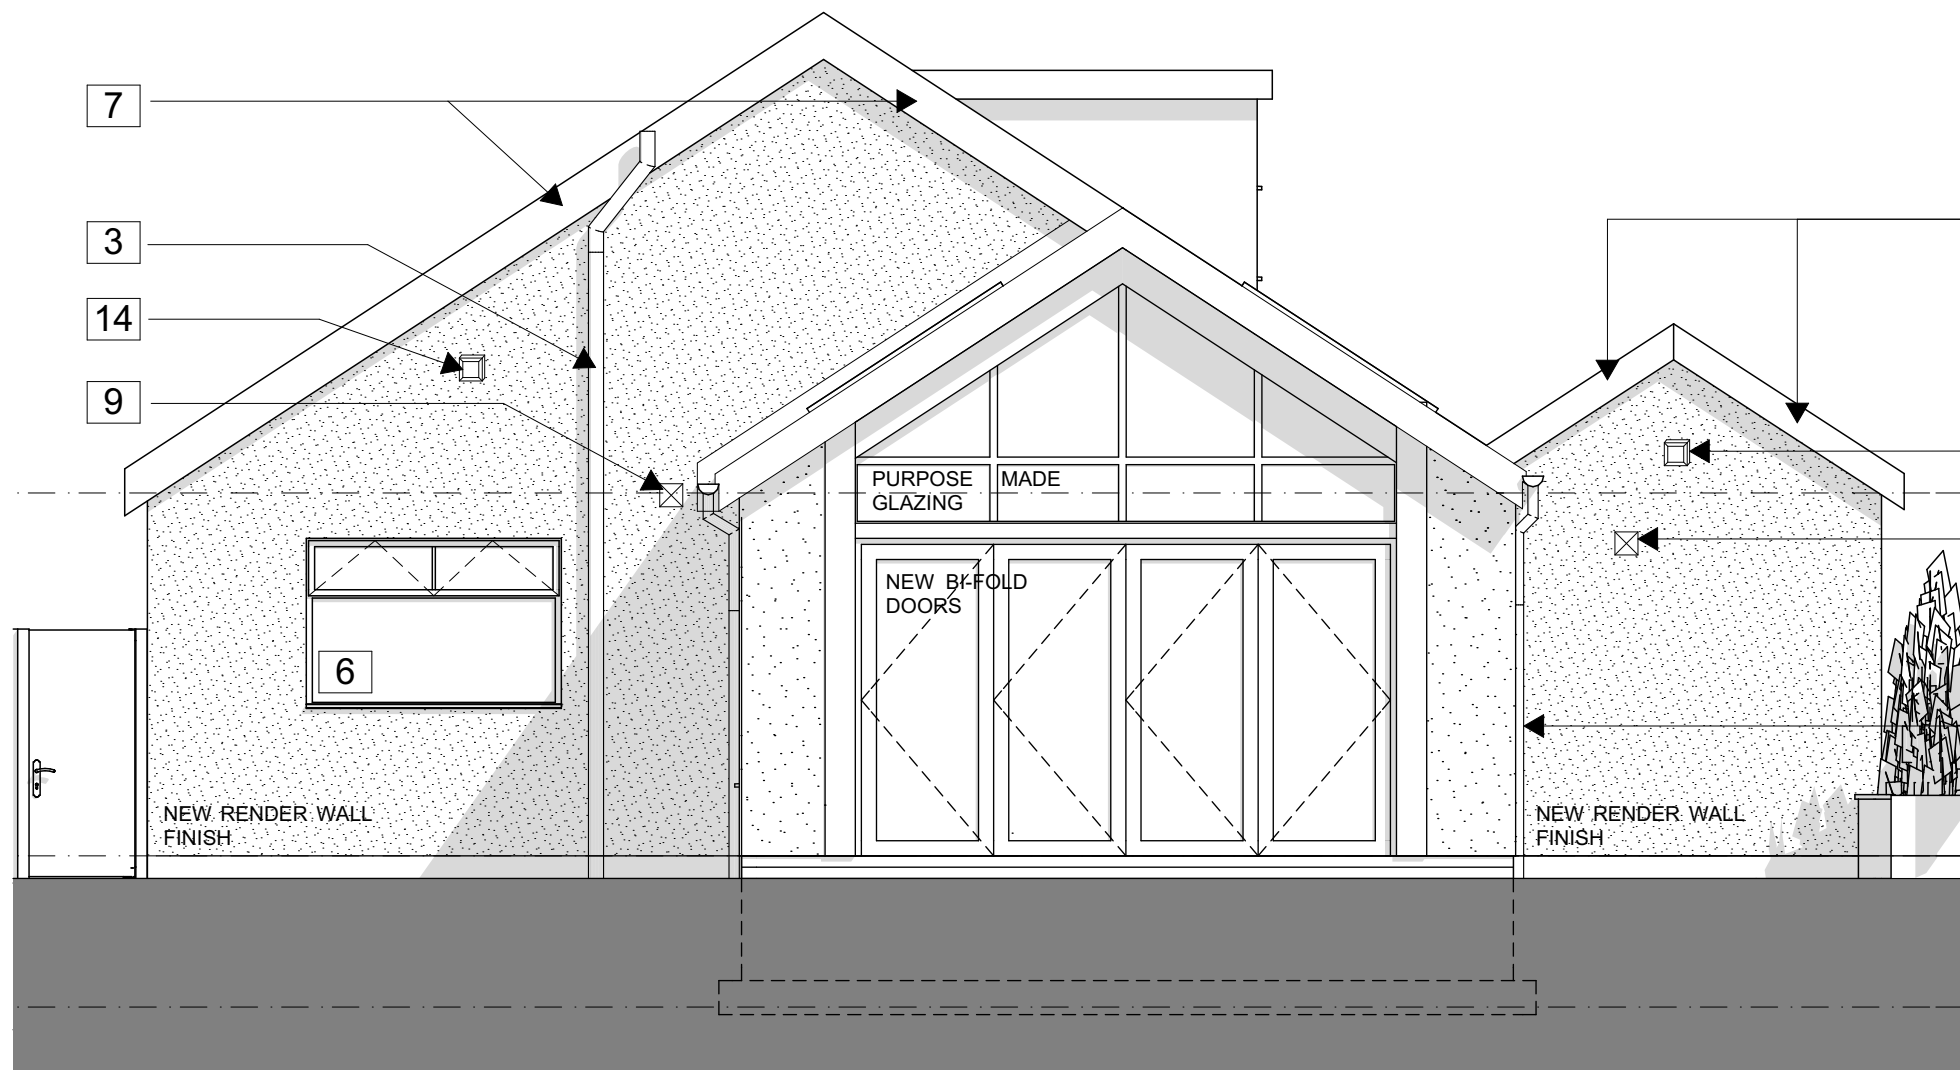 7
3
14
9
PURPOSE MADE
GLAZING
NEW BI-FOLD
DOORS
6
NEW RENDER WALL
FINISH
NEW RENDER WALL
FINISH